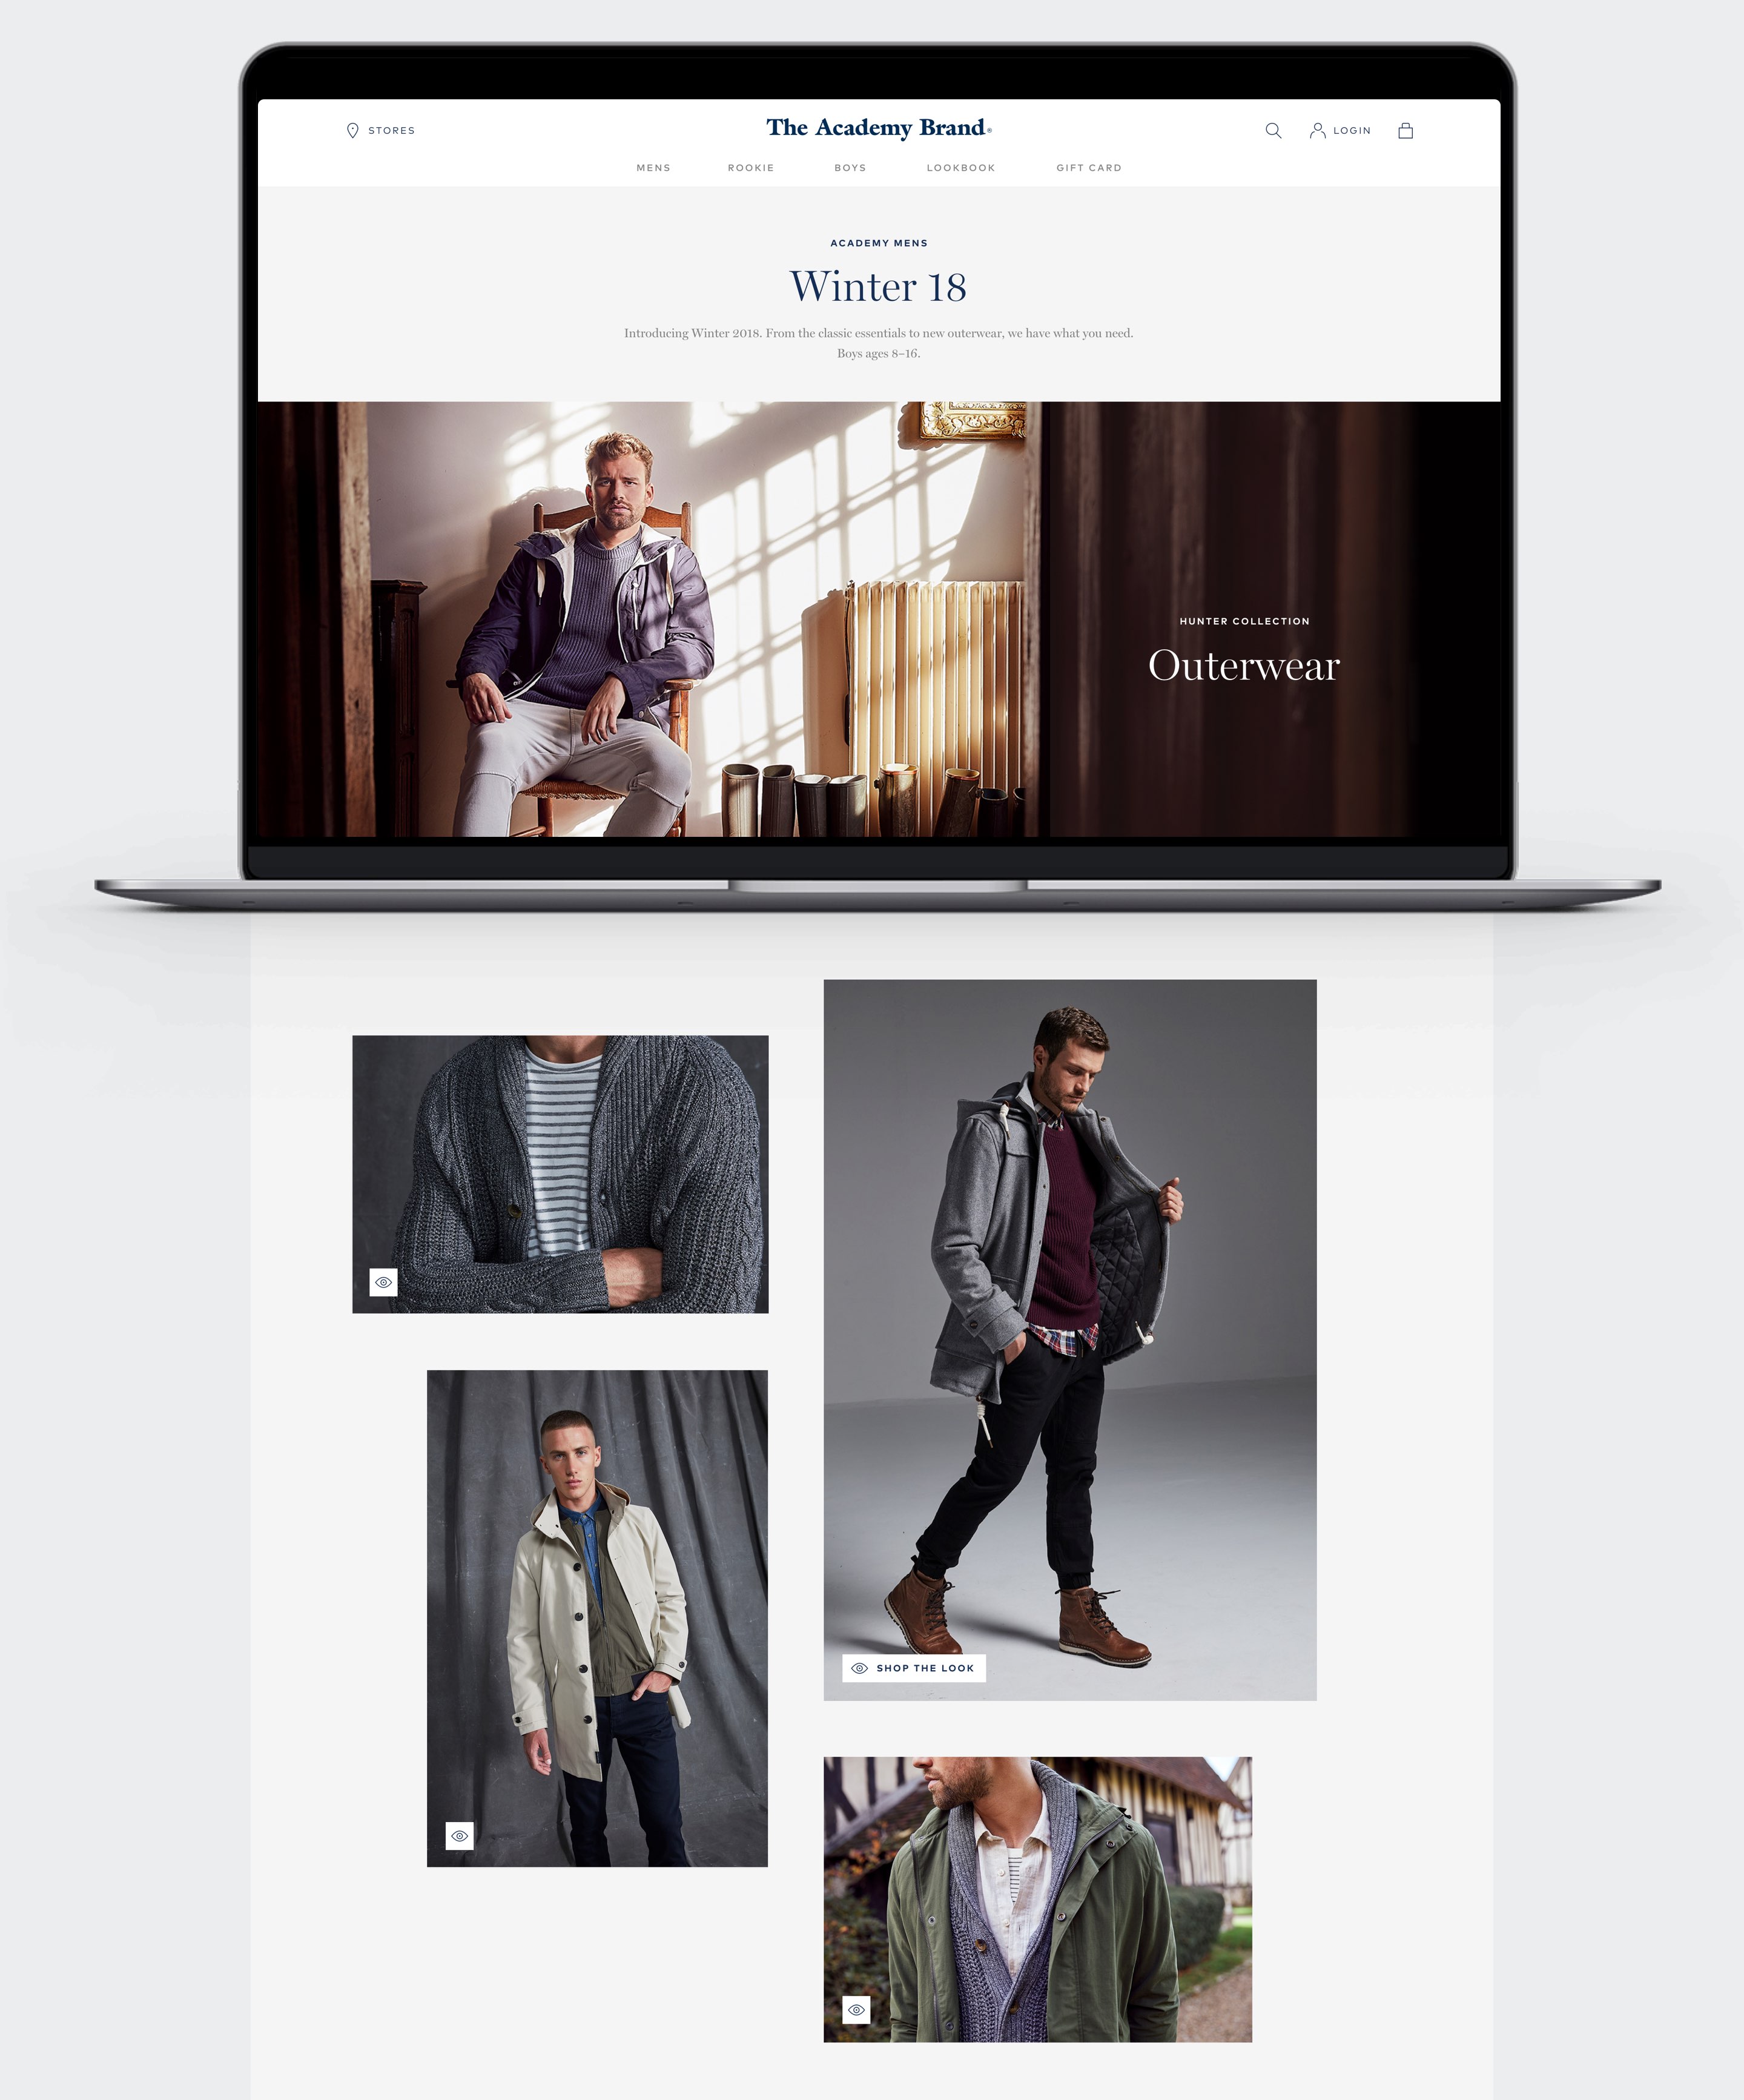 STORES
The Academy Brand®
LOGIN
MENS
ROOKIE
BOYS
LOOKBOOK
GIFT CARD
ACADEMY MENS
Winter 18
Introducing Winter 2018. From the classic essentials to new outerwear, we have what you need.
Boys ages 8–16.
HUNTER COLLECTION
Outerwear
SHOP THE LOOK